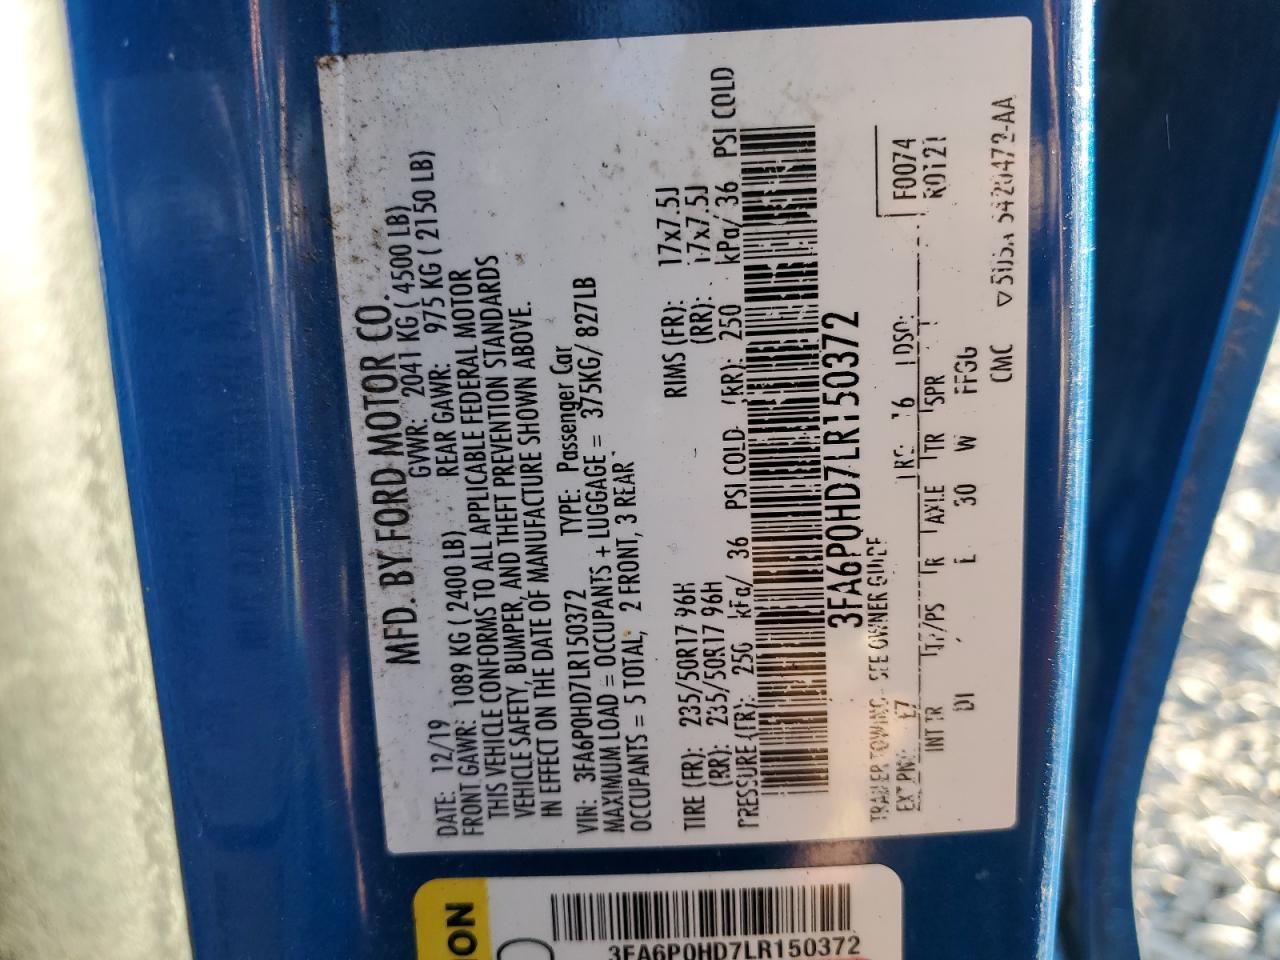 MFD. BY FORD MOTOR CO.
DATE: 12/19 GVWR: 2041 KG ( 4500 LB)
FRONT GAWR: 1089 KG ( 2400 LB) REAR GAWR: 975 KG ( 2150 LB)
THIS VEHICLE CONFORMS TO ALL APPLICABLE FEDERAL MOTOR
VEHICLE SAFETY, BUMPER, AND THEFT PREVENTION STANDARDS
IN EFFECT ON THE DATE OF MANUFACTURE SHOWN ABOVE.
VIN: 3FA6P0HD7LR150372 TYPE: Passenger Car
MAXIMUM LOAD = OCCUPANTS + LUGGAGE = 375KG/ 827LB
OCCUPANTS = 5 TOTAL, 2 FRONT, 3 REAR
TIRE (FR): 235/50R17 96H RIMS (FR): 17x7.5J
(RR): 235/50R17 96H (RR): 17x7.5J
PRESSURE (FR): 250 kPa/ 36 PSI COLD (RR): 250 kPa/ 36 PSI COLD
3FA6P0HD7LR150372
F0074
R0121
TRAILER TOWING - SEE OWNER GUIDE
EXT PNT: E7 RC: 16 DSO:
INT TR TP/PS R AXLE TR SPR
DI E 30 W FFGG
CMC
ION
3FA6P0HD7LR150372